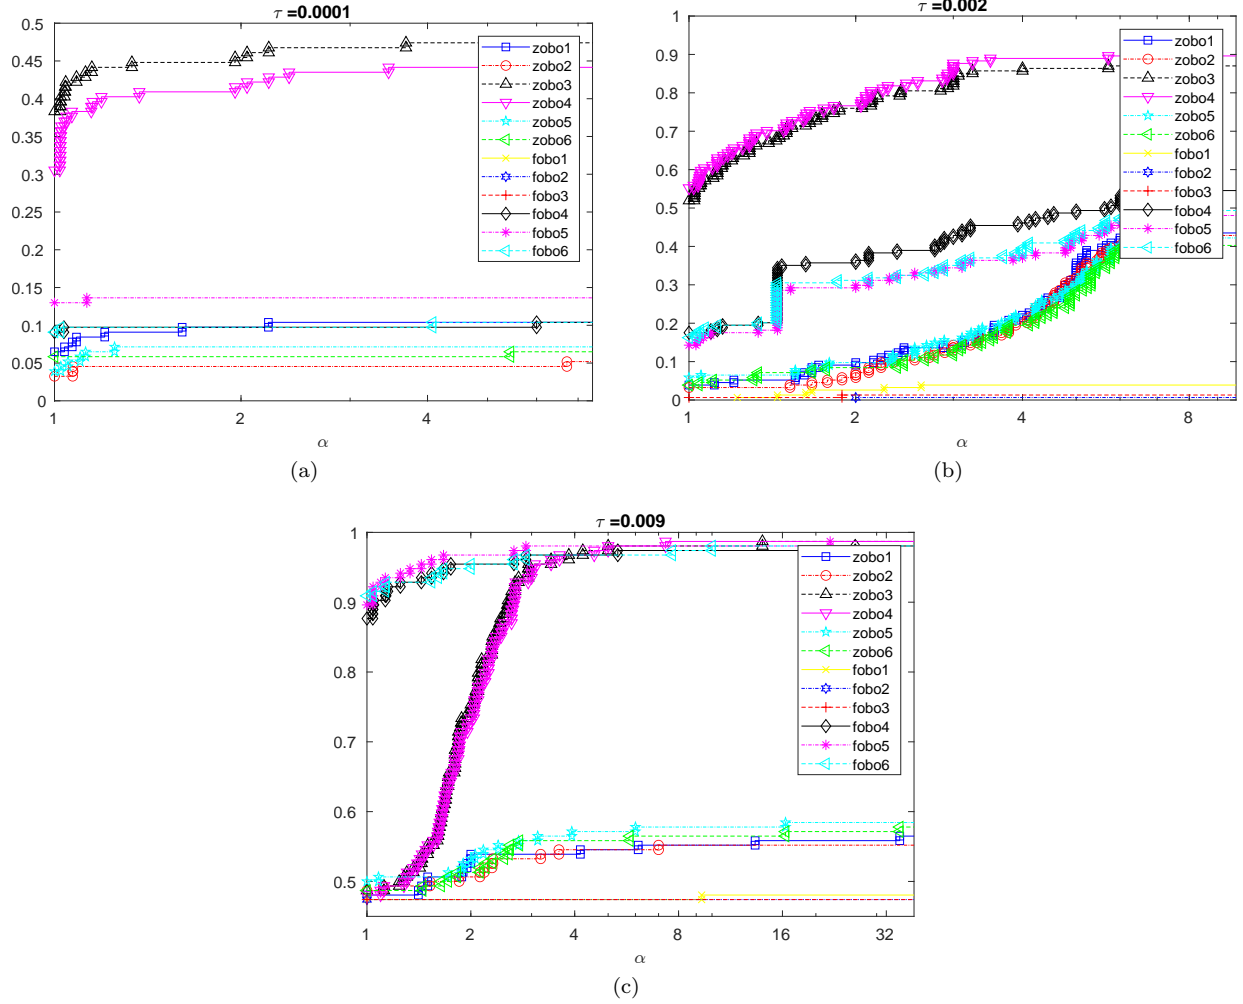 τ =0.0001
0.5
0.45
0.4
0.35
0.3
0.25
0.2
0.15
0.1
0.05
0
1
2
4
α
zobo1
zobo2
zobo3
zobo4
zobo5
zobo6
fobo1
fobo2
fobo3
fobo4
fobo5
fobo6
(a)
τ =0.002
1
0.9
0.8
0.7
0.6
0.5
0.4
0.3
0.2
0.1
0
1
2
4
8
α
zobo1
zobo2
zobo3
zobo4
zobo5
zobo6
fobo1
fobo2
fobo3
fobo4
fobo5
fobo6
(b)
τ =0.009
1
0.9
0.8
0.7
0.6
0.5
1
2
4
8
16
32
α
zobo1
zobo2
zobo3
zobo4
zobo5
zobo6
fobo1
fobo2
fobo3
fobo4
fobo5
fobo6
(c)